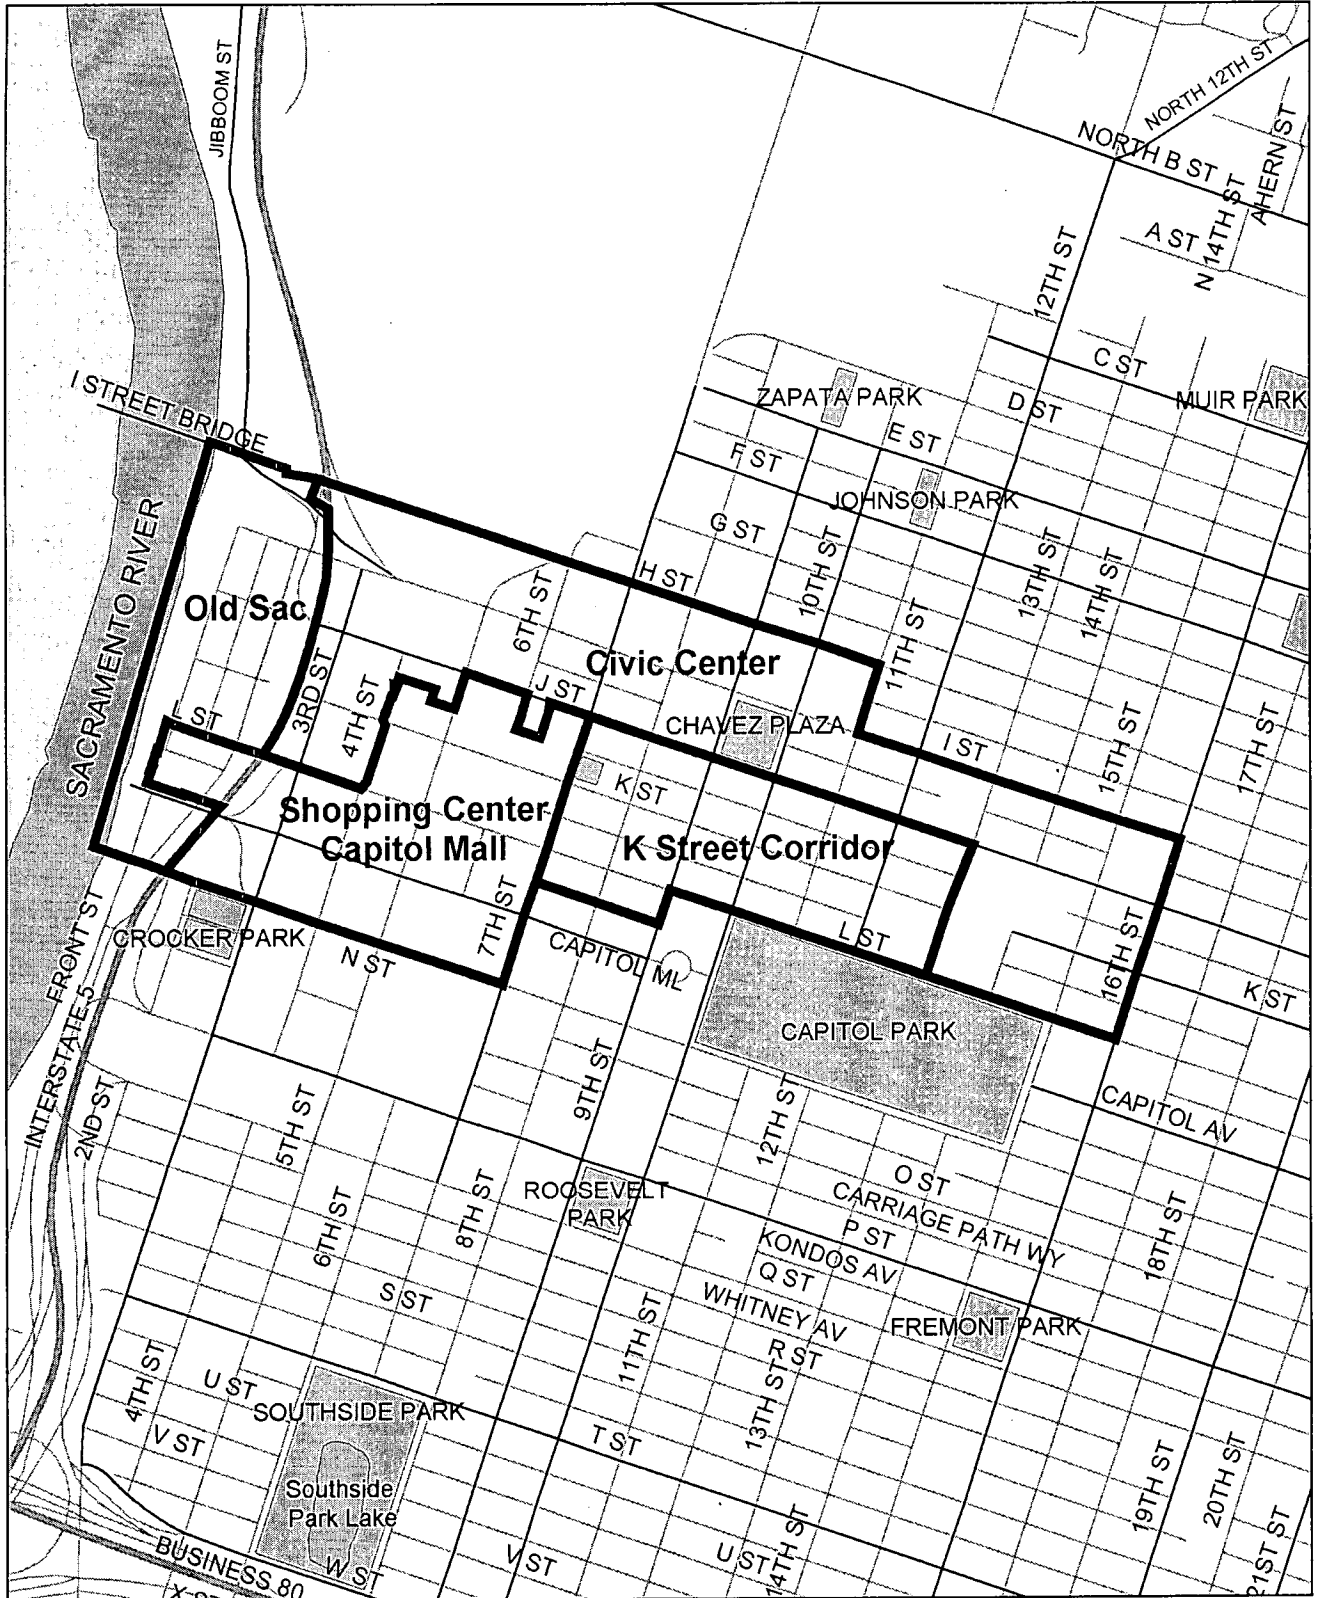 JIBBOOM ST
NORTH 12TH ST
NORTH B ST
AHERN ST
N 14TH ST
A ST
12TH ST
C ST
I STREET BRIDGE
ZAPATA PARK
D ST
MUIR PARK
E ST
F ST
JOHNSON PARK
G ST
SACRAMENTO RIVER
10TH ST
13TH ST
14TH ST
H ST
6TH ST
Old Sac
11TH ST
Civic Center
3RD ST
4TH ST
J ST
L ST
CHAVEZ PLAZA
I ST
15TH ST
17TH ST
K ST
Shopping Center
Capitol Mall
K Street Corridor
7TH ST
FRONT ST
CROCKER PARK
N ST
CAPITOL ML
L ST
16TH ST
K ST
CAPITOL PARK
INTERSTATE 5
2ND ST
9TH ST
5TH ST
12TH ST
CAPITOL AV
ROOSEVELT
PARK
O ST
CARRIAGE PATH WY
P ST
KONDOS AV
Q ST
WHITNEY AV
R ST
6TH ST
8TH ST
18TH ST
S ST
11TH ST
FREMONT PARK
4TH ST
U ST
SOUTHSIDE PARK
V ST
13TH ST
T ST
19TH ST
20TH ST
Southside
Park Lake
BUSINESS 80
W ST
V ST
U ST
14TH ST
21ST ST